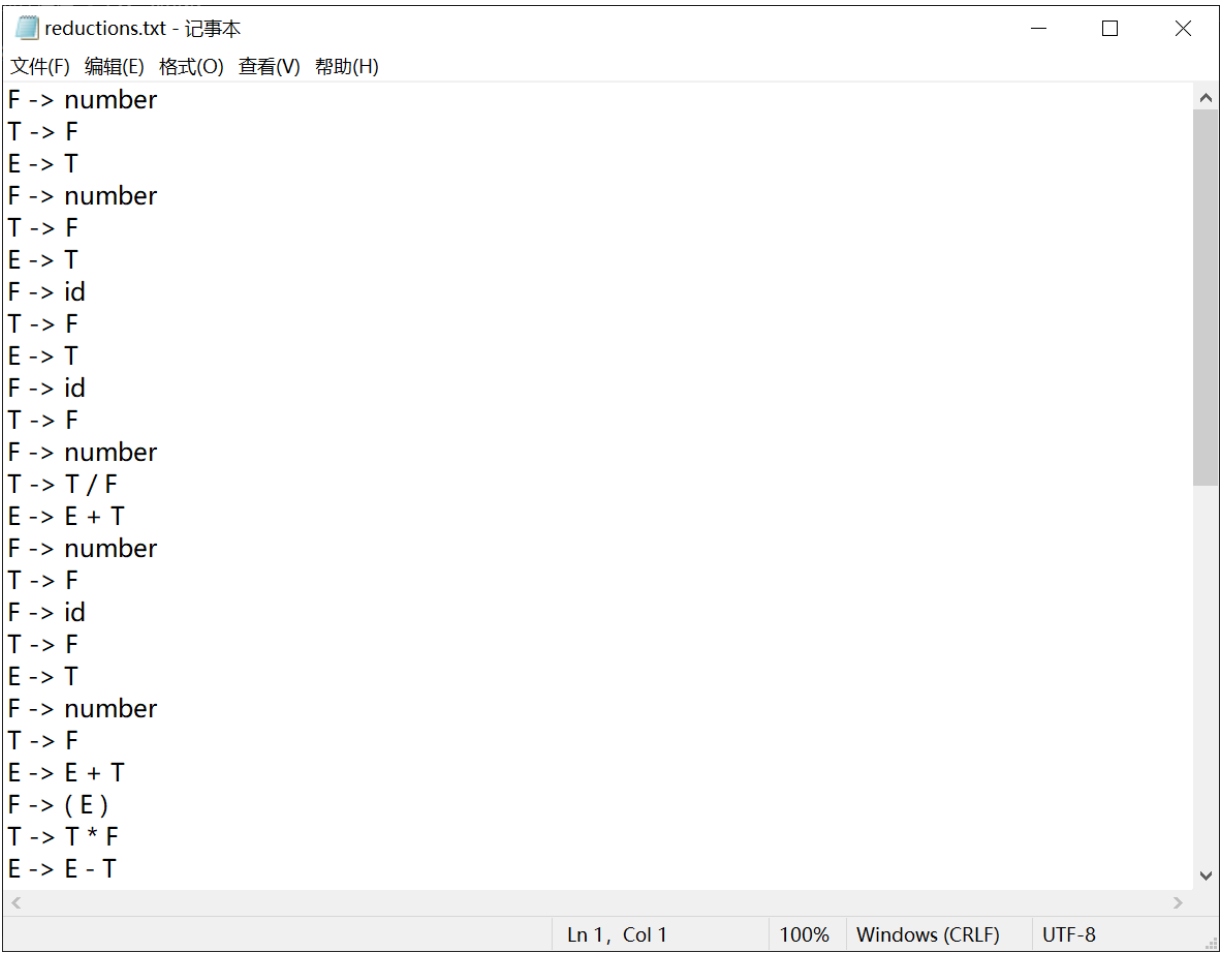 reductions.txt - 记事本
文件(F) 编辑(E) 格式(O) 查看(V) 帮助(H)
F -> number
T -> F
E -> T
F -> number
T -> F
E -> T
F -> id
T -> F
E -> T
F -> id
T -> F
F -> number
T -> T / F
E -> E + T
F -> number
T -> F
F -> id
T -> F
E -> T
F -> number
T -> F
E -> E + T
F -> ( E )
T -> T * F
E -> E - T
Ln 1, Col 1 100% Windows (CRLF) UTF-8